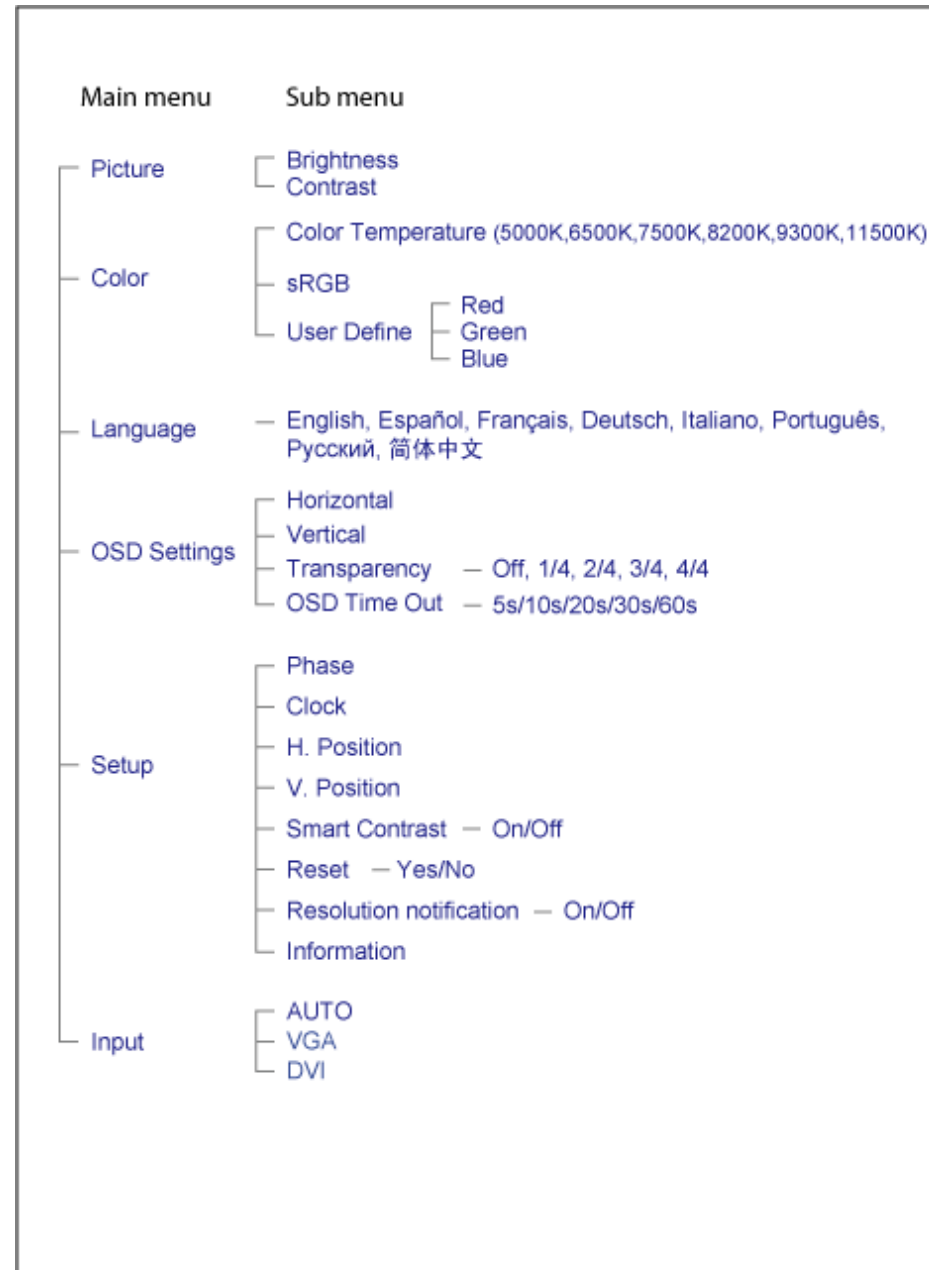 Main menu Sub menu
Picture
Brightness
Contrast
Color
Color Temperature (5000K,6500K,7500K,8200K,9300K,11500K)
sRGB
User Define
Red
Green
Blue
Language
English, Español, Français, Deutsch, Italiano, Português,
Русский, 简体中文
OSD Settings
Horizontal
Vertical
Transparency — Off, 1/4, 2/4, 3/4, 4/4
OSD Time Out — 5s/10s/20s/30s/60s
Setup
Phase
Clock
H. Position
V. Position
Smart Contrast — On/Off
Reset — Yes/No
Resolution notification — On/Off
Information
Input
AUTO
VGA
DVI